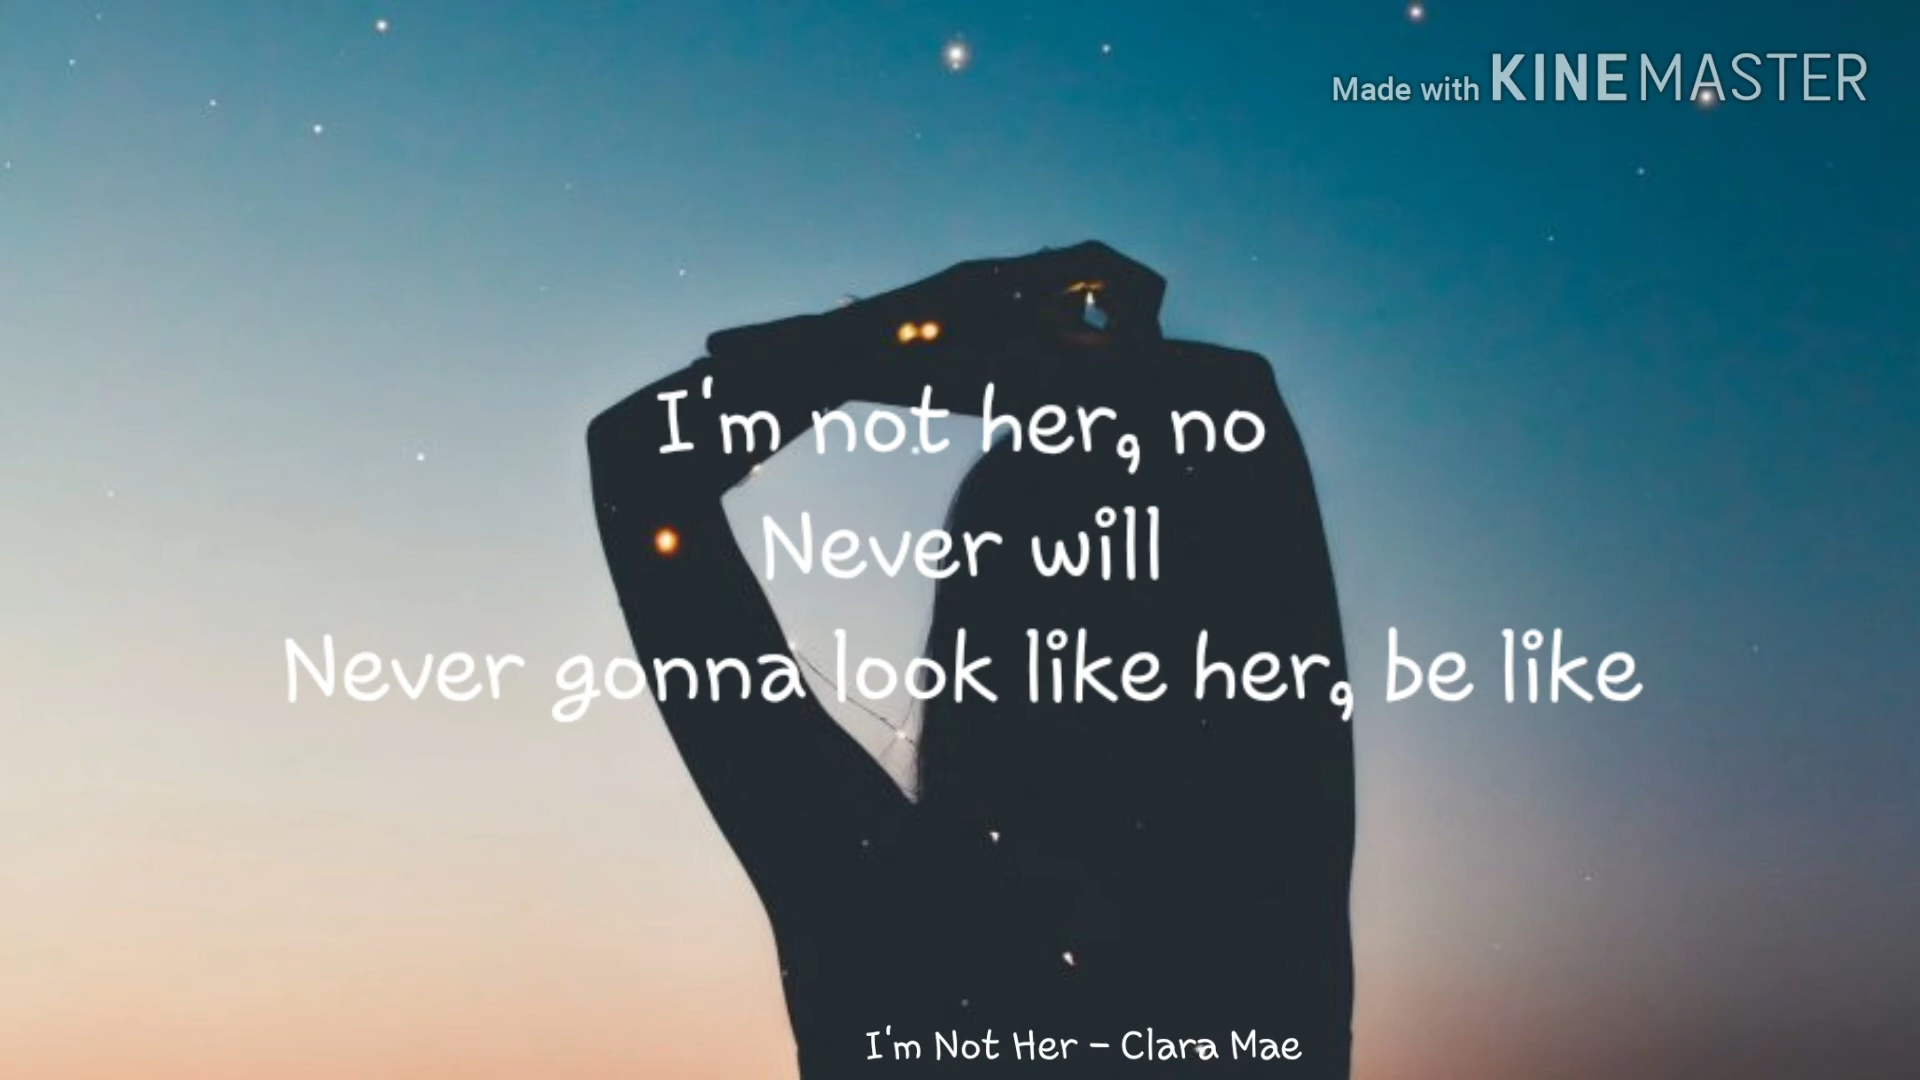 Made with KINEMASTER
I'm not her, no
Never will
Never gonna look like her, be like
I'm Not Her - Clara Mae